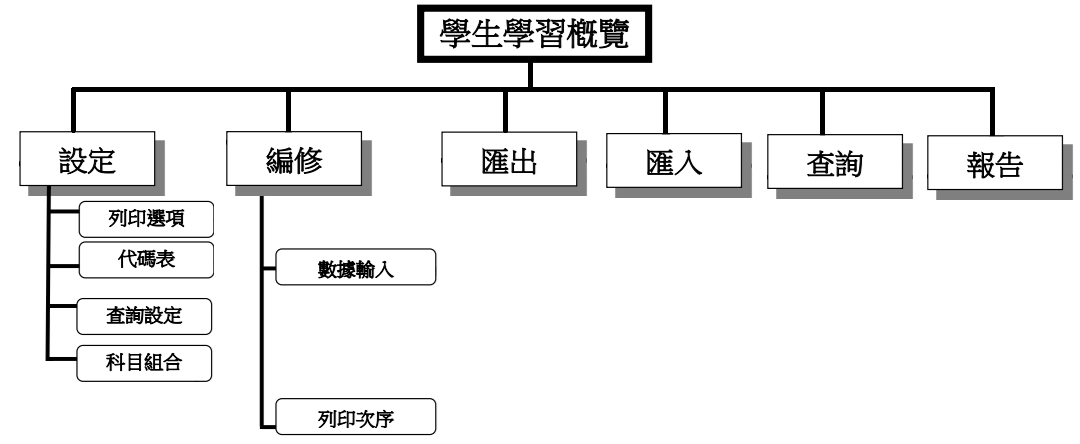 學生學習概覽
設定
編修
匯出
匯入
查詢
報告
列印選項
代碼表
查詢設定
科目組合
數據輸入
列印次序